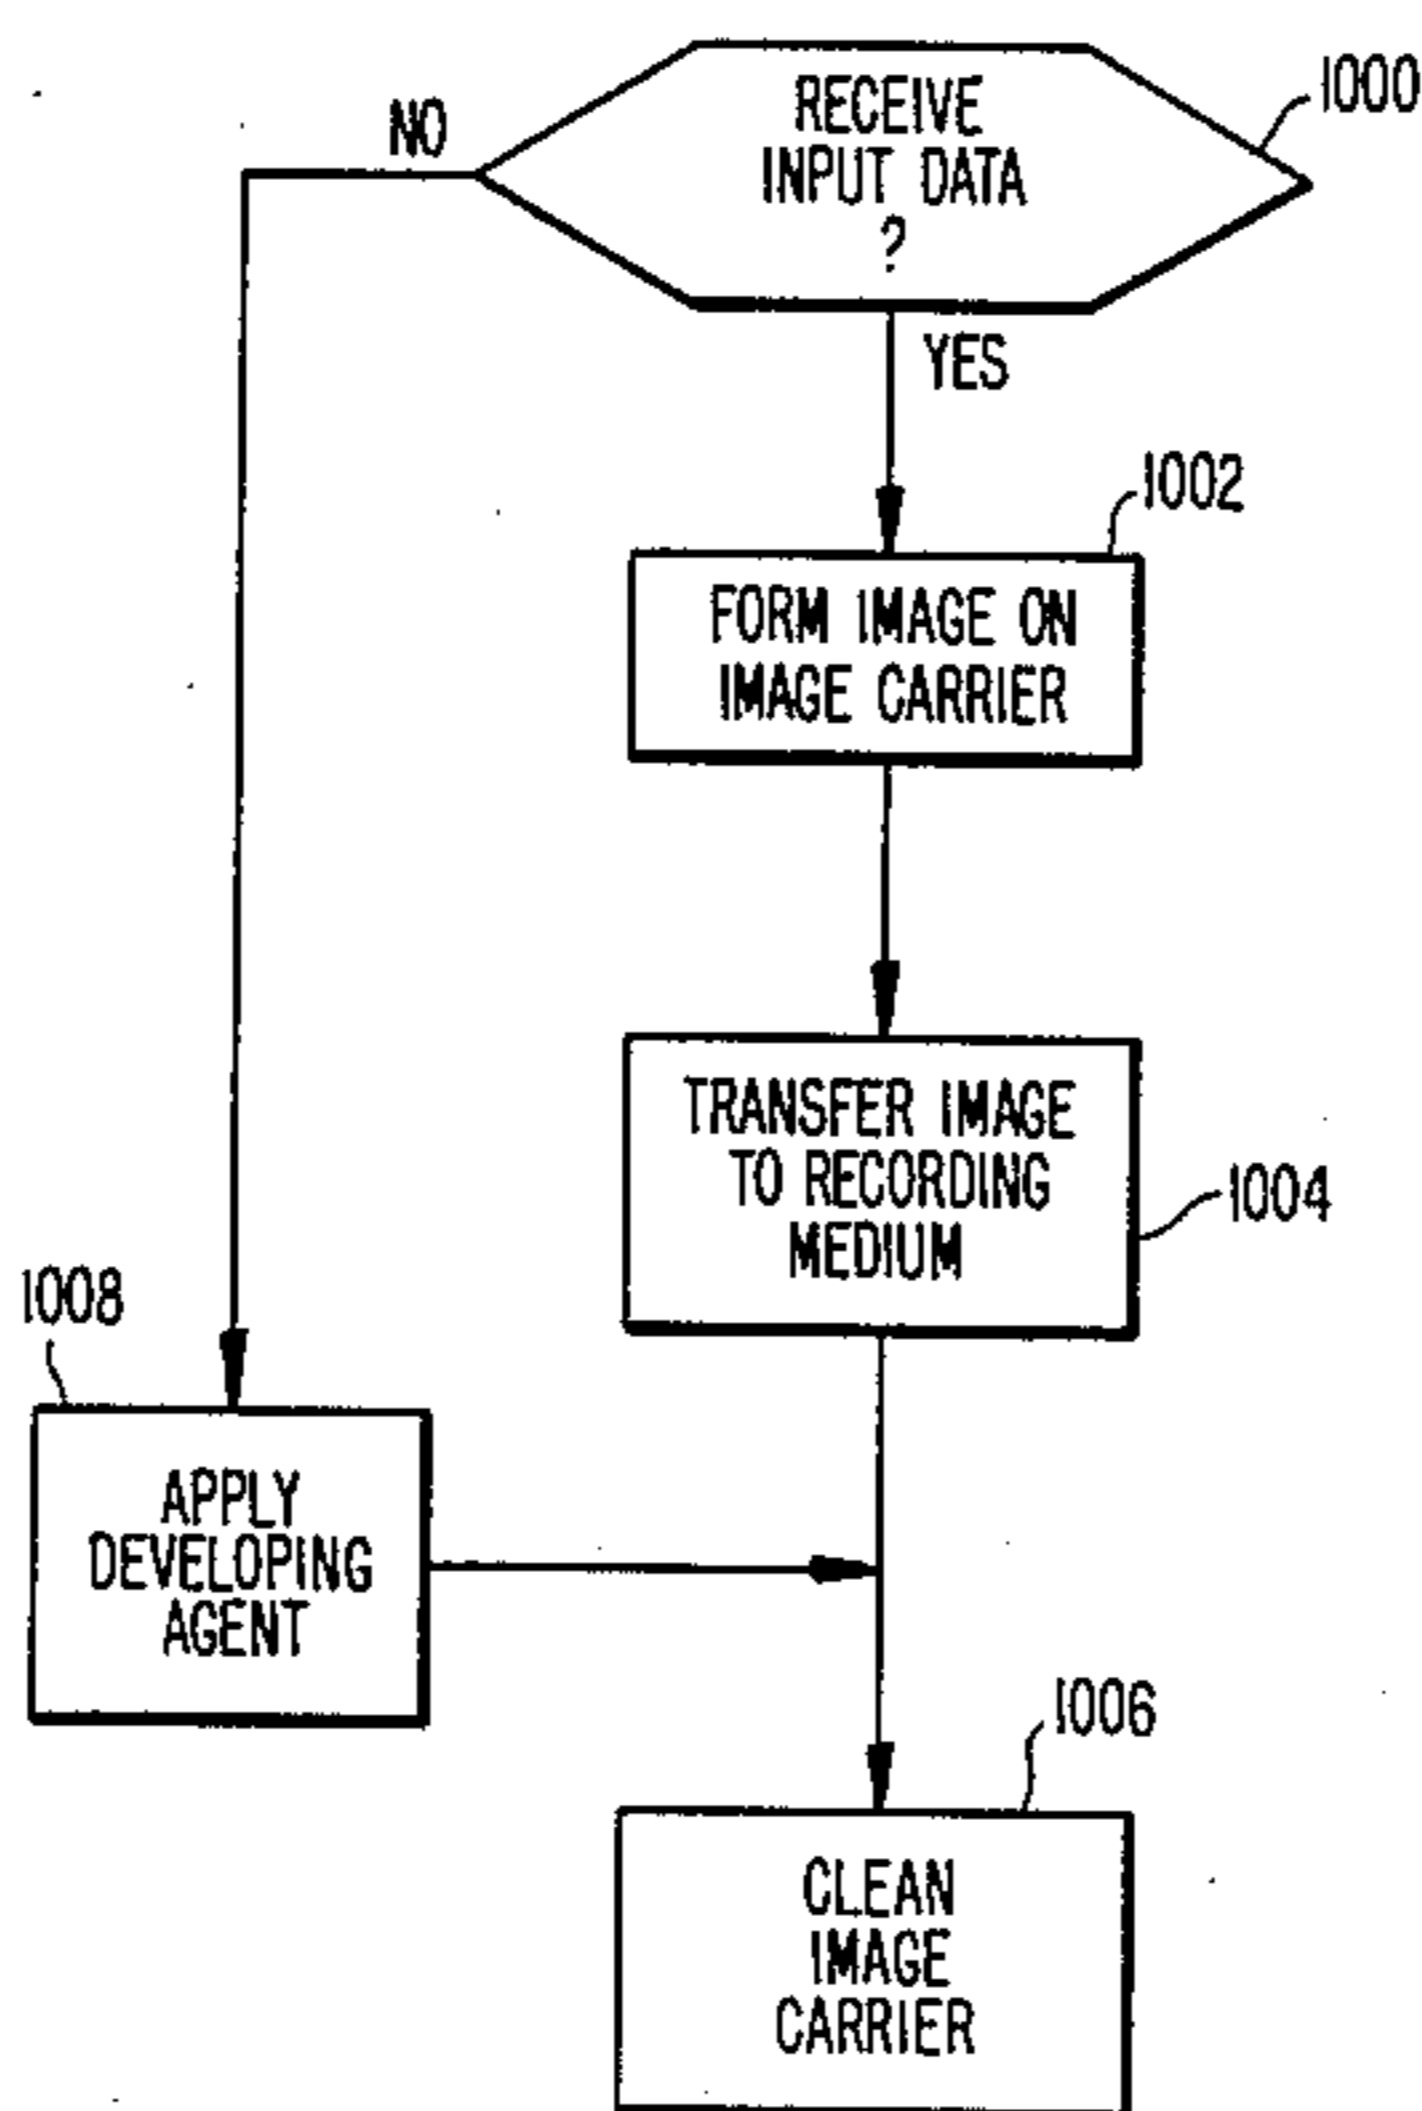 1000
RECEIVE
INPUT DATA
?
NO
YES
1002
FORM IMAGE ON
IMAGE CARRIER
TRANSFER IMAGE
TO RECORDING
MEDIUM
1004
1008
APPLY
DEVELOPING
AGENT
1006
CLEAN
IMAGE
CARRIER